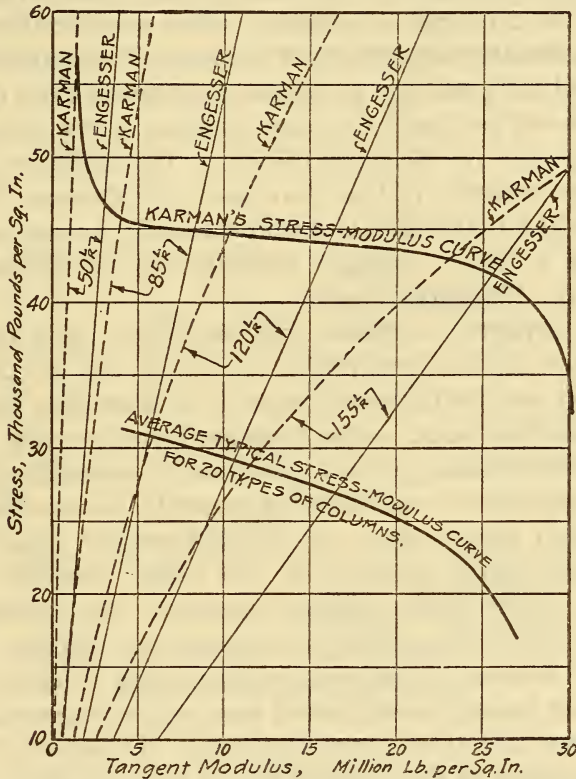 60
50
40
30
20
10
Stress, Thousand Pounds per Sq. In.
KARMAN
ENGESSER
KARMAN
ENGESSER
KARMAN
ENGESSER
KARMAN
ENGESSER
KARMAN'S STRESS-MODULUS CURVE
50 L/R
85 L/R
120 L/R
155 L/R
AVERAGE TYPICAL STRESS-MODULUS CURVE
FOR 20 TYPES OF COLUMNS.
0 5 10 15 20 25 30
Tangent Modulus, Million Lb. per Sq. In.